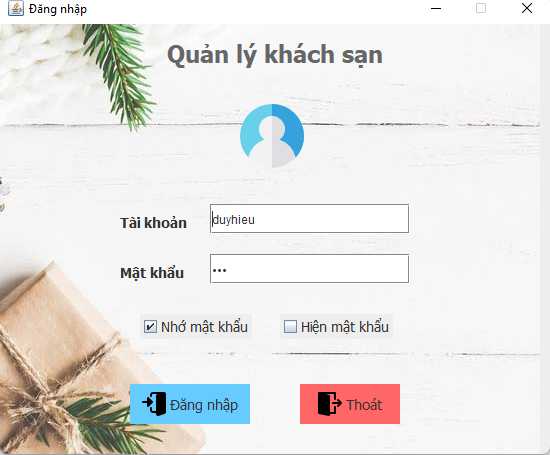 Đăng nhập
Quản lý khách sạn
Tài khoản
duyhieu
Mật khẩu
•••
Nhớ mật khẩu
Hiện mật khẩu
Đăng nhập
Thoát